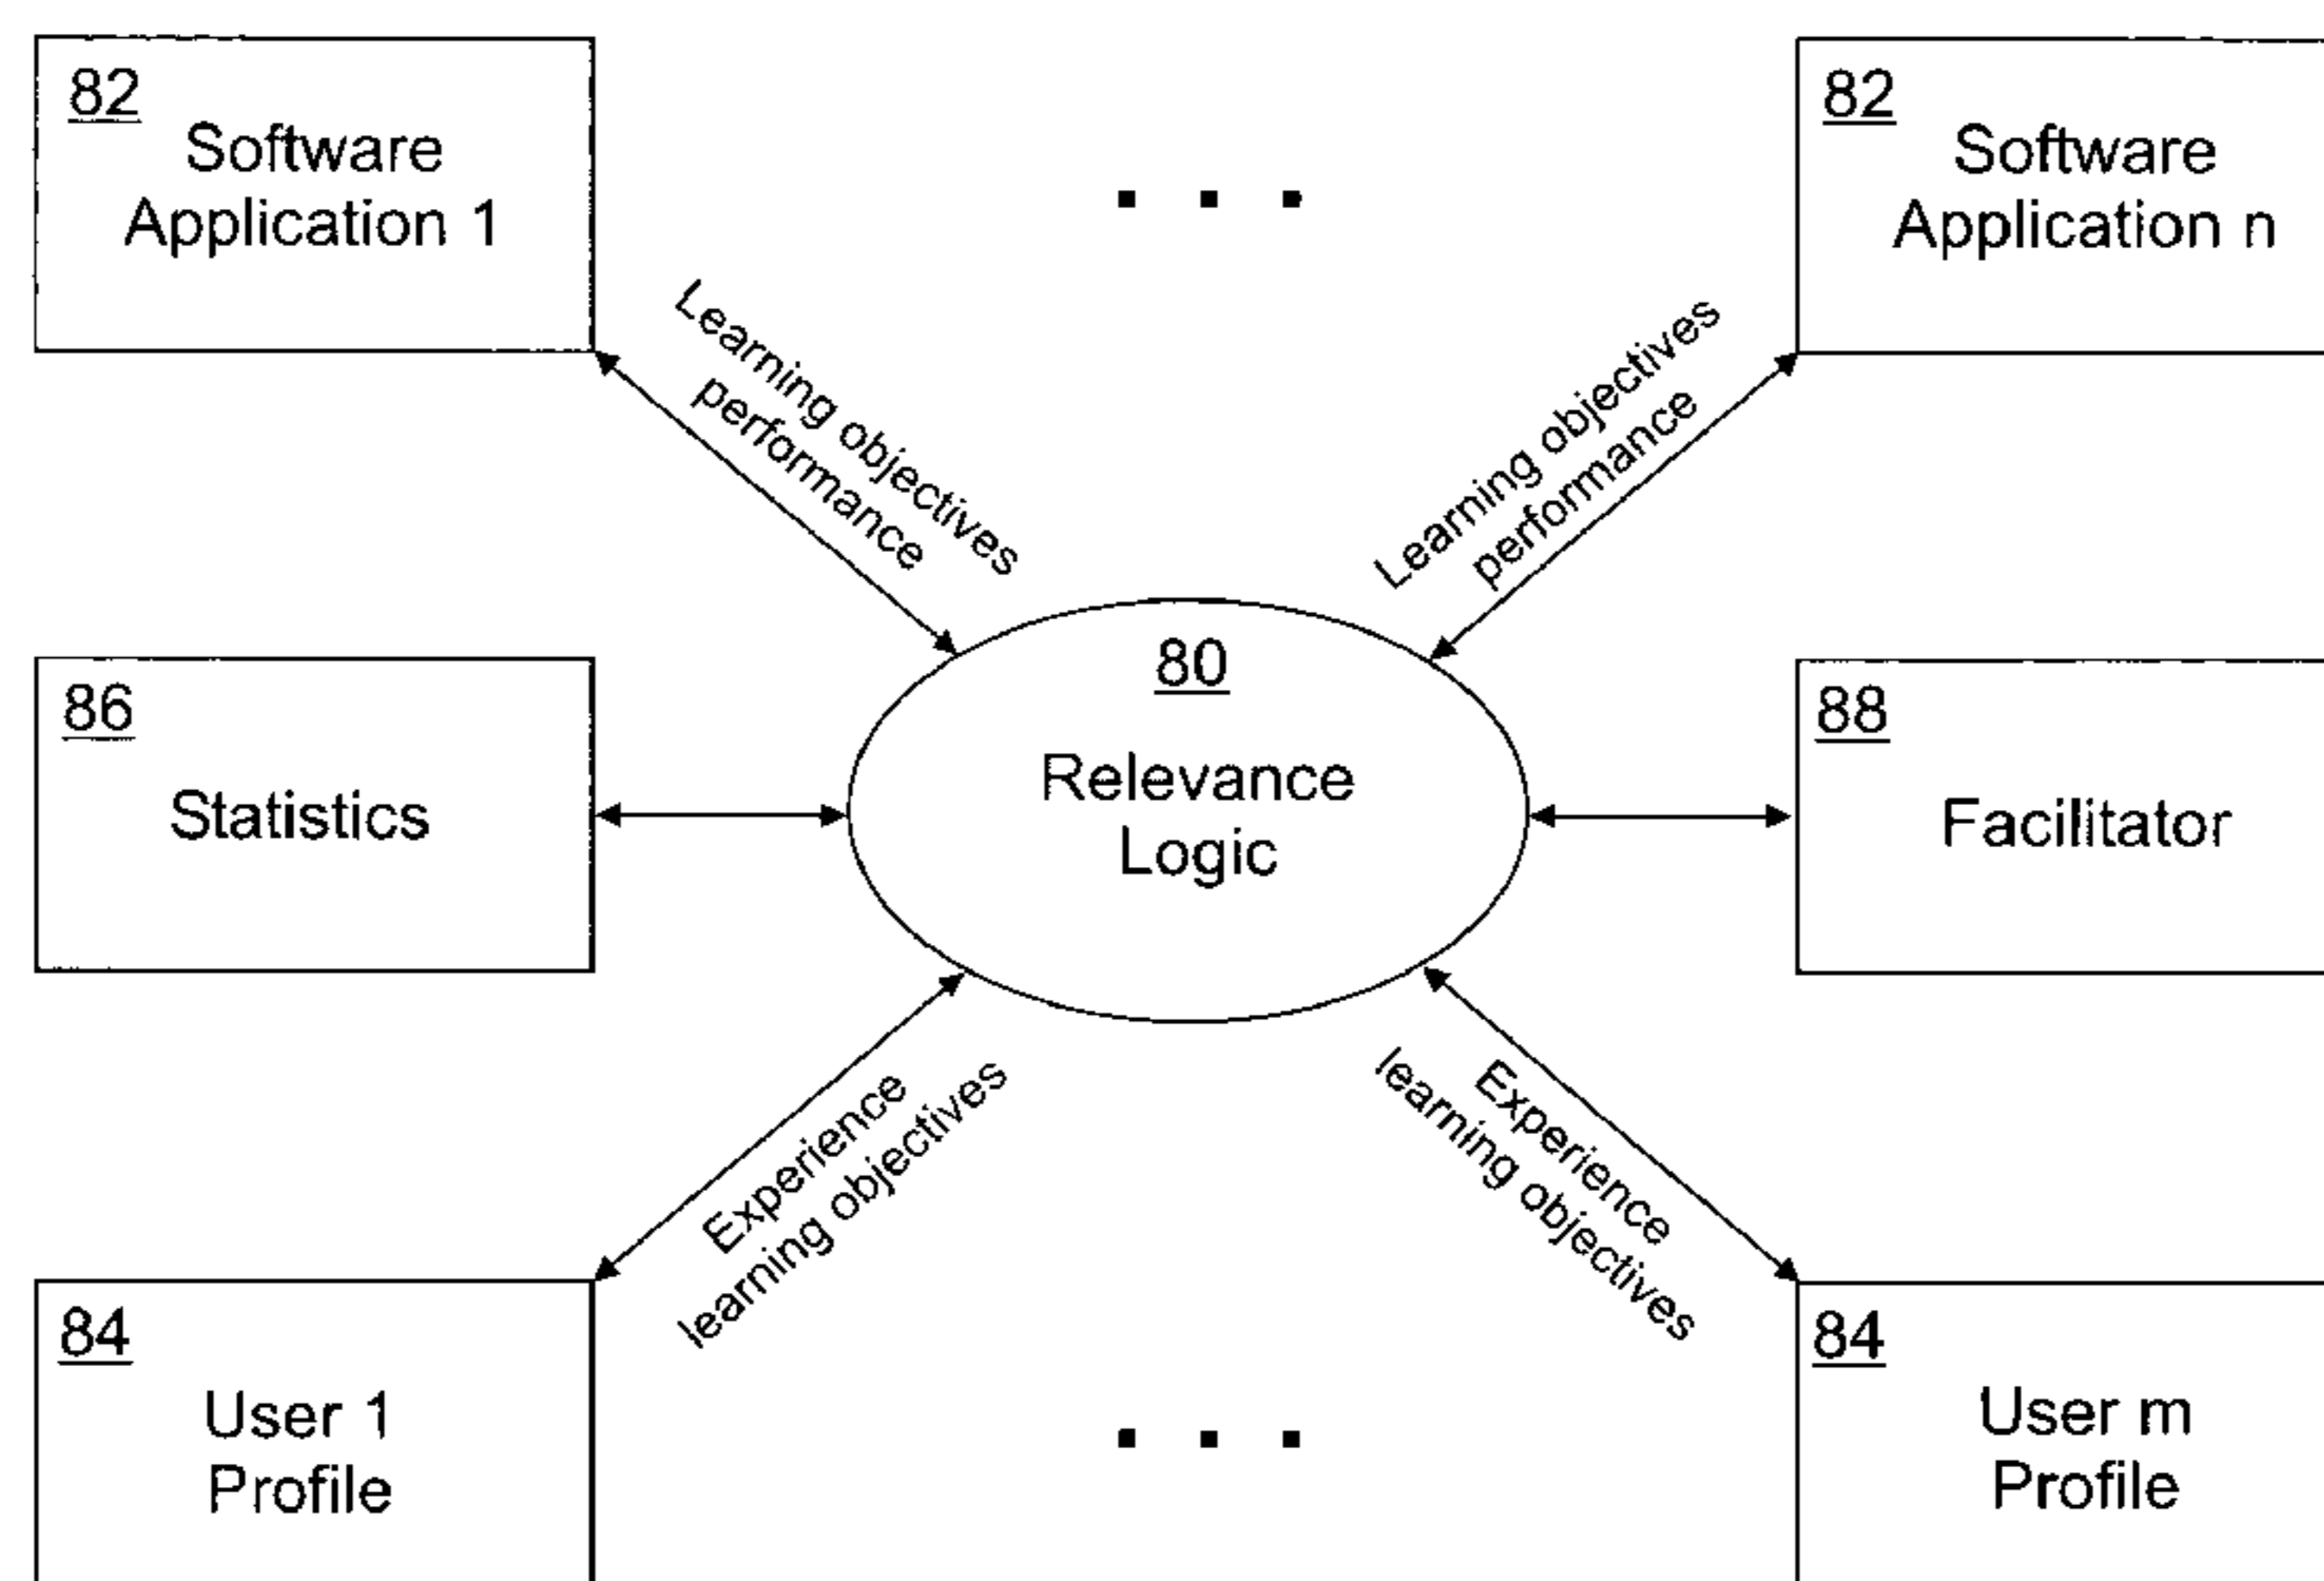 82
Software
Application 1
. . .
82
Software
Application n
Learning objectives
performance
Learning objectives
performance
86
Statistics
80
Relevance
Logic
88
Facilitator
Experience
learning objectives
Experience
learning objectives
84
User 1
Profile
. . .
84
User m
Profile